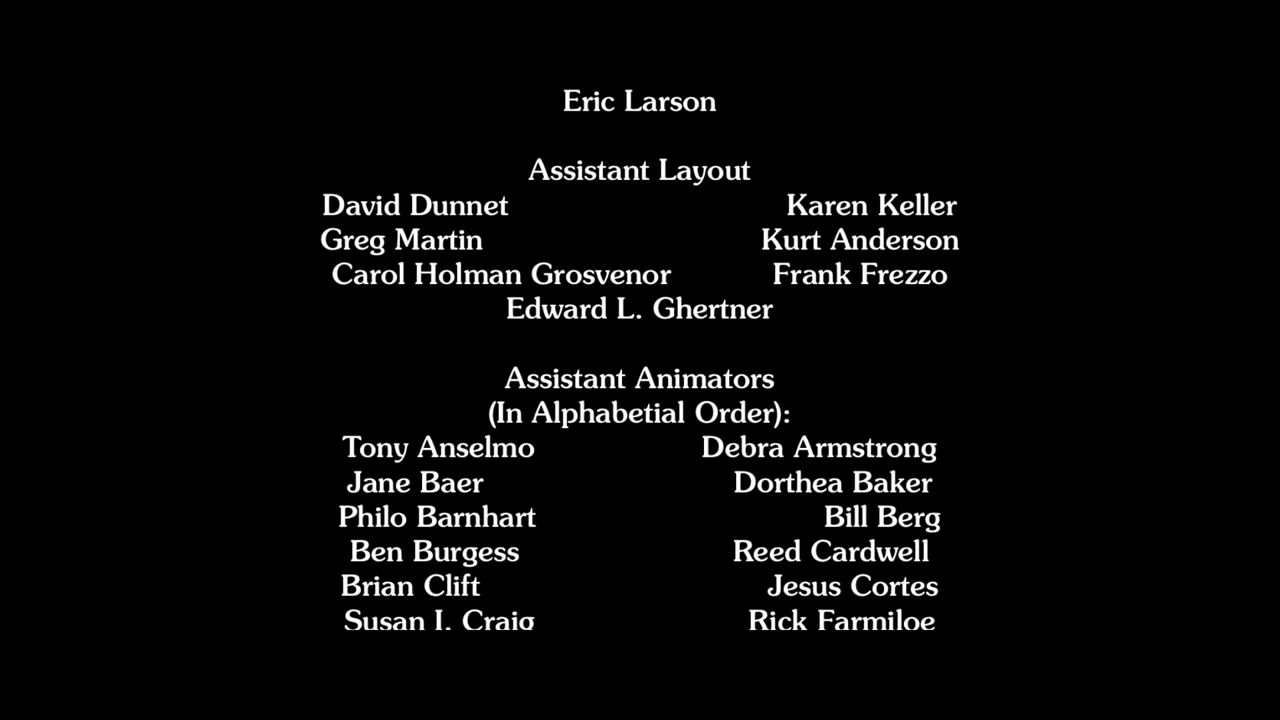 Eric Larson
Assistant Layout
David Dunnet Karen Keller
Greg Martin Kurt Anderson
Carol Holman Grosvenor Frank Frezzo
Edward L. Ghertner
Assistant Animators
(In Alphabetial Order):
Tony Anselmo Debra Armstrong
Jane Baer Dorthea Baker
Philo Barnhart Bill Berg
Ben Burgess Reed Cardwell
Brian Clift Jesus Cortes
Susan I. Craig Rick Farmiloe